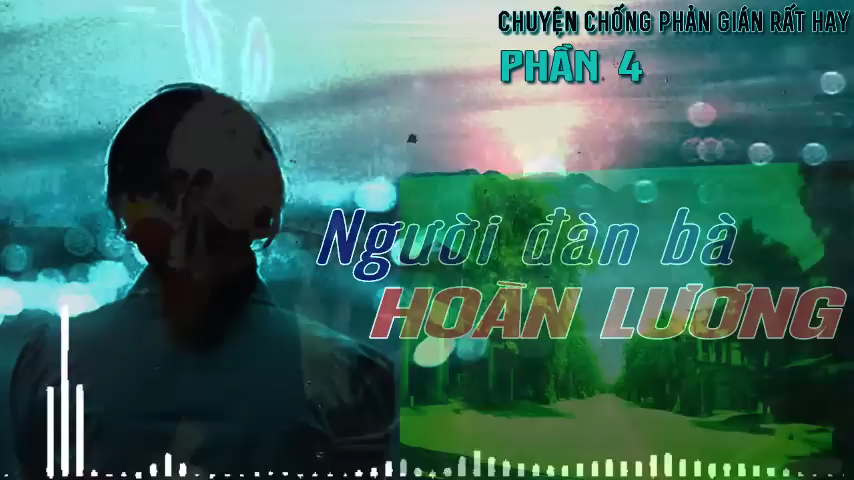 CHUYỆN CHỐNG PHẢN GIÁN RẤT HAY
PHẦN 4
Người đàn bà
HOÀN LƯƠNG